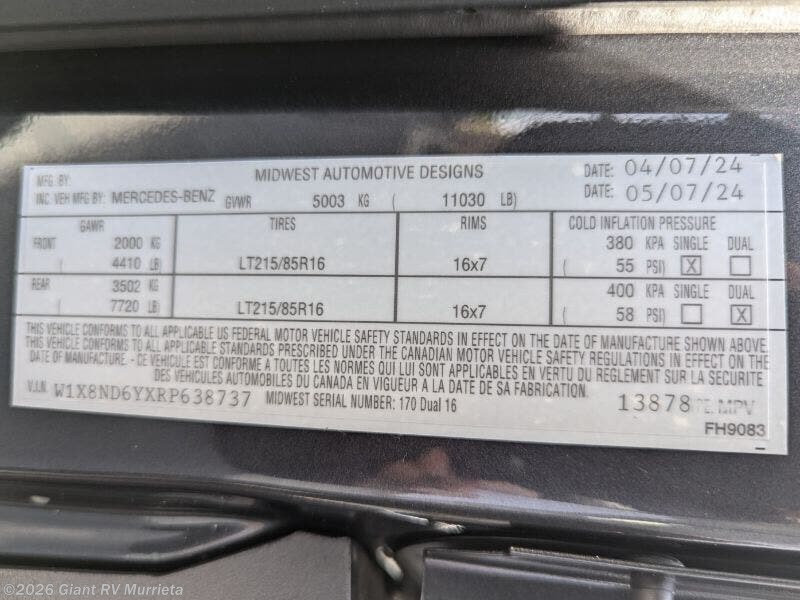 MFG. BY: MIDWEST AUTOMOTIVE DESIGNS DATE: 04/07/24
INC. VEH MFG BY: MERCEDES-BENZ GVWR 5003 KG ( 11030 LB) DATE: 05/07/24
GAWR TIRES RIMS COLD INFLATION PRESSURE
FRONT 2000 KG 380 KPA SINGLE DUAL
( 4410 LB) LT215/85R16 16x7 ( 55 PSI) X
REAR 3502 KG 400 KPA SINGLE DUAL
( 7720 LB) LT215/85R16 16x7 ( 58 PSI) X
THIS VEHICLE CONFORMS TO ALL APPLICABLE US FEDERAL MOTOR VEHICLE SAFETY STANDARDS IN EFFECT ON THE DATE OF MANUFACTURE SHOWN ABOVE.
THIS VEHICLE CONFORMS TO ALL APPLICABLE STANDARDS PRESCRIBED UNDER THE CANADIAN MOTOR VEHICLE SAFETY REGULATIONS IN EFFECT ON THE
DATE OF MANUFACTURE. - CE VÉHICULE EST CONFORME À TOUTES LES NORMES QUI LUI SONT APPLICABLES EN VERTU DU RÈGLEMENT SUR LA SÉCURITÉ
DES VÉHICULES AUTOMOBILES DU CANADA EN VIGUEUR A LA DATE DE SA FABRICATION.
V.I.N. W1X8ND6YXRP638737 MIDWEST SERIAL NUMBER: 170 Dual 16 13878 MPV
FH9083
©2026 Giant RV Murrieta